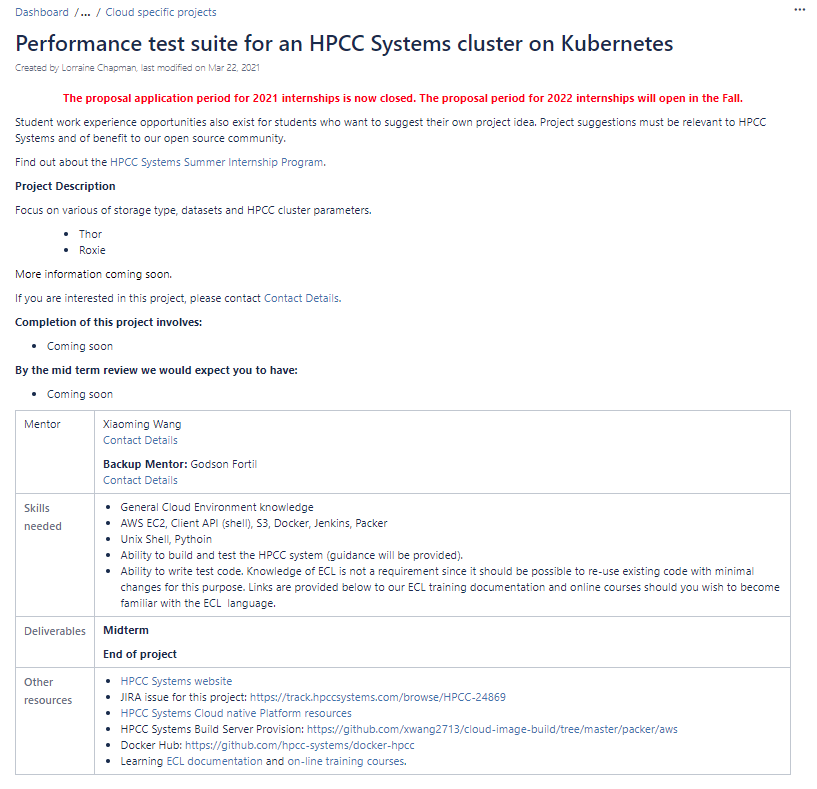 Dashboard /... / Cloud specific projects
...
Performance test suite for an HPCC Systems cluster on Kubernetes
Created by Lorraine Chapman, last modified on Mar 22, 2021
The proposal application period for 2021 internships is now closed. The proposal period for 2022 internships will open in the Fall.
Student work experience opportunities also exist for students who want to suggest their own project idea. Project suggestions must be relevant to HPCC
Systems and of benefit to our open source community.
Find out about the HPCC Systems Summer Internship Program.
Project Description
Focus on various of storage type, datasets and HPCC cluster parameters.
• Thor
• Roxie
More information coming soon.
If you are interested in this project, please contact Contact Details.
Completion of this project involves:
• Coming soon
By the mid term review we would expect you to have:
• Coming soon
Mentor
Xiaoming Wang
Contact Details
Backup Mentor: Godson Fortil
Contact Details
Skills
needed
• General Cloud Environment knowledge
• AWS EC2, Client API (shell), S3, Docker, Jenkins, Packer
• Unix Shell, Pythoin
• Ability to build and test the HPCC system (guidance will be provided).
• Ability to write test code. Knowledge of ECL is not a requirement since it should be possible to re-use existing code with minimal
changes for this purpose. Links are provided below to our ECL training documentation and online courses should you wish to become
familiar with the ECL  language.
Deliverables
Midterm
End of project
Other
resources
• HPCC Systems website
• JIRA issue for this project: https://track.hpccsystems.com/browse/HPCC-24869
• HPCC Systems Cloud native Platform resources
• HPCC Systems Build Server Provision: https://github.com/xwang2713/cloud-image-build/tree/master/packer/aws
• Docker Hub: https://github.com/hpcc-systems/docker-hpcc
• Learning ECL documentation and on-line training courses.